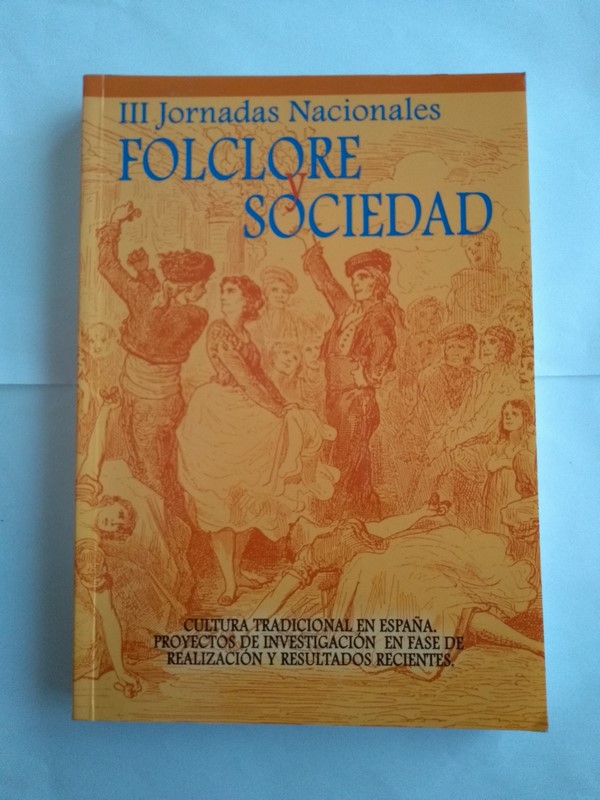 III Jornadas Nacionales
FOLCLORE
y
SOCIEDAD
CULTURA TRADICIONAL EN ESPAÑA.
PROYECTOS DE INVESTIGACIÓN EN FASE DE
REALIZACIÓN Y RESULTADOS RECIENTES.